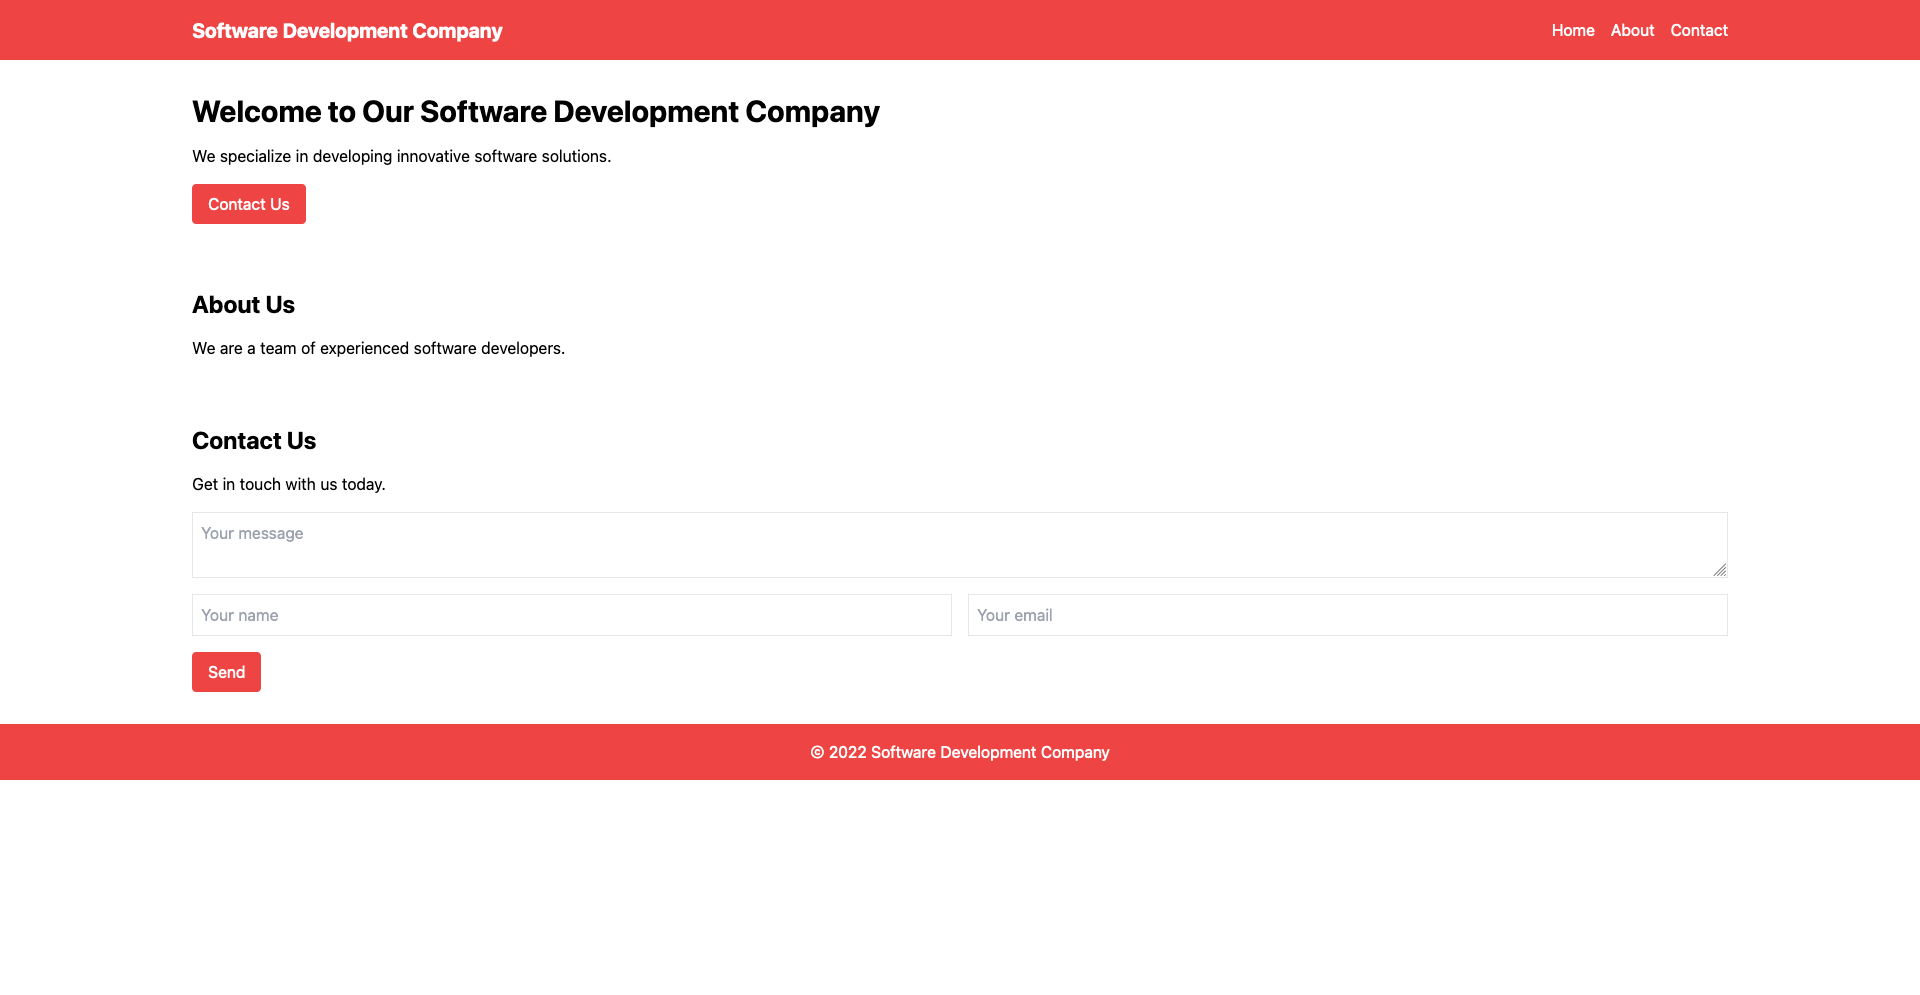 Software Development Company
Home About Contact
Welcome to Our Software Development Company
We specialize in developing innovative software solutions.
Contact Us
About Us
We are a team of experienced software developers.
Contact Us
Get in touch with us today.
Your message
Your name
Your email
Send
© 2022 Software Development Company